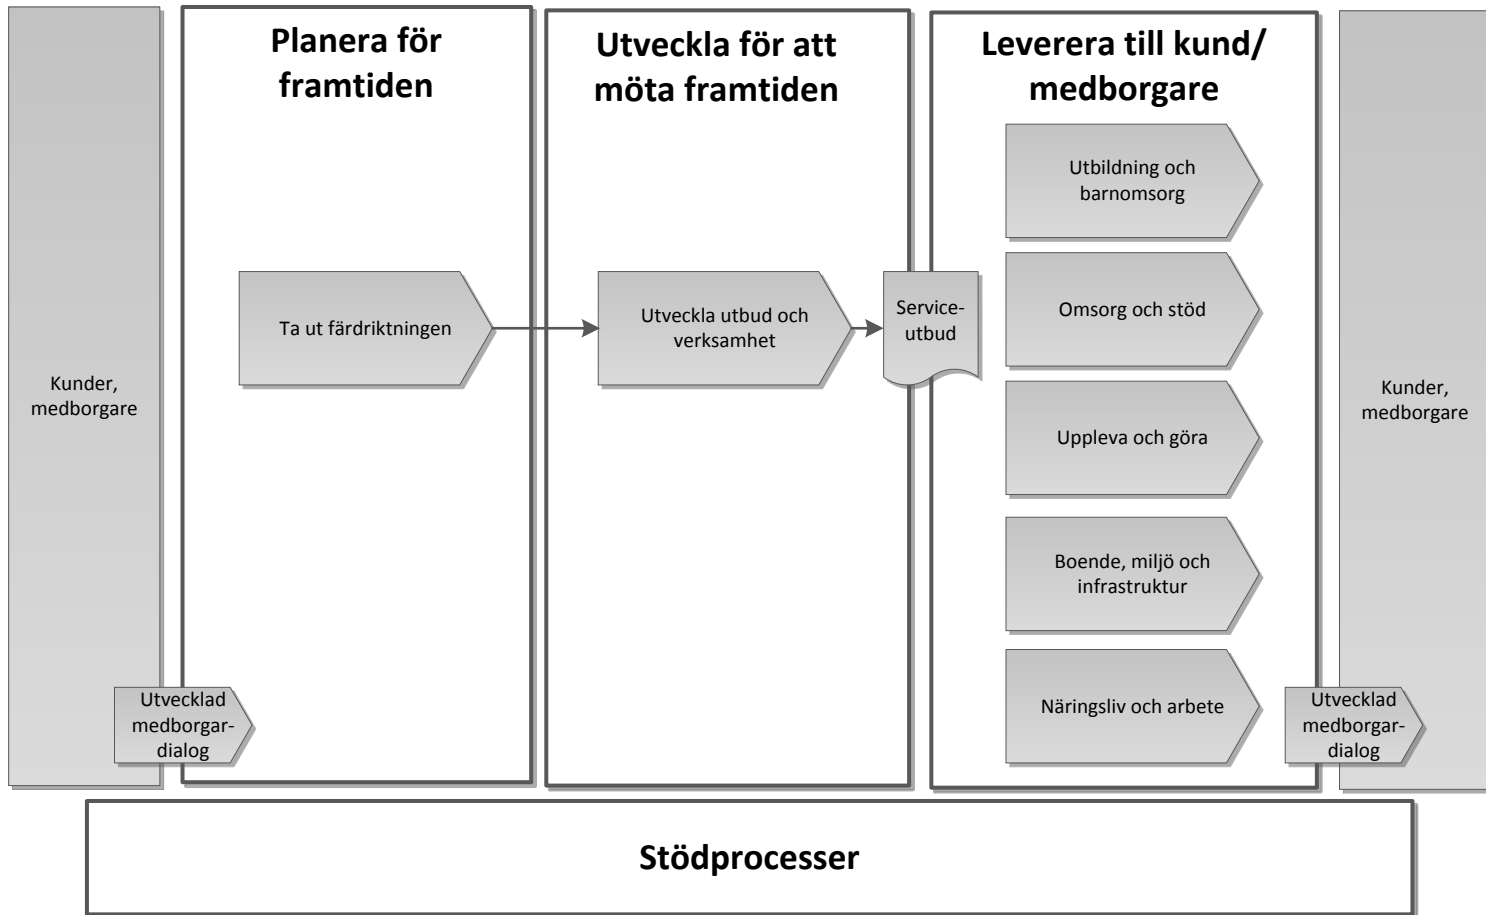 Planera för
framtiden
Utveckla för att
möta framtiden
Leverera till kund/
medborgare
Kunder,
medborgare
Ta ut färdriktningen
Utveckla utbud och
verksamhet
Service-
utbud
Utbildning och
barnomsorg
Omsorg och stöd
Uppleva och göra
Boende, miljö och
infrastruktur
Näringsliv och arbete
Kunder,
medborgare
Utvecklad
medborgar-
dialog
Utvecklad
medborgar-
dialog
Stödprocesser